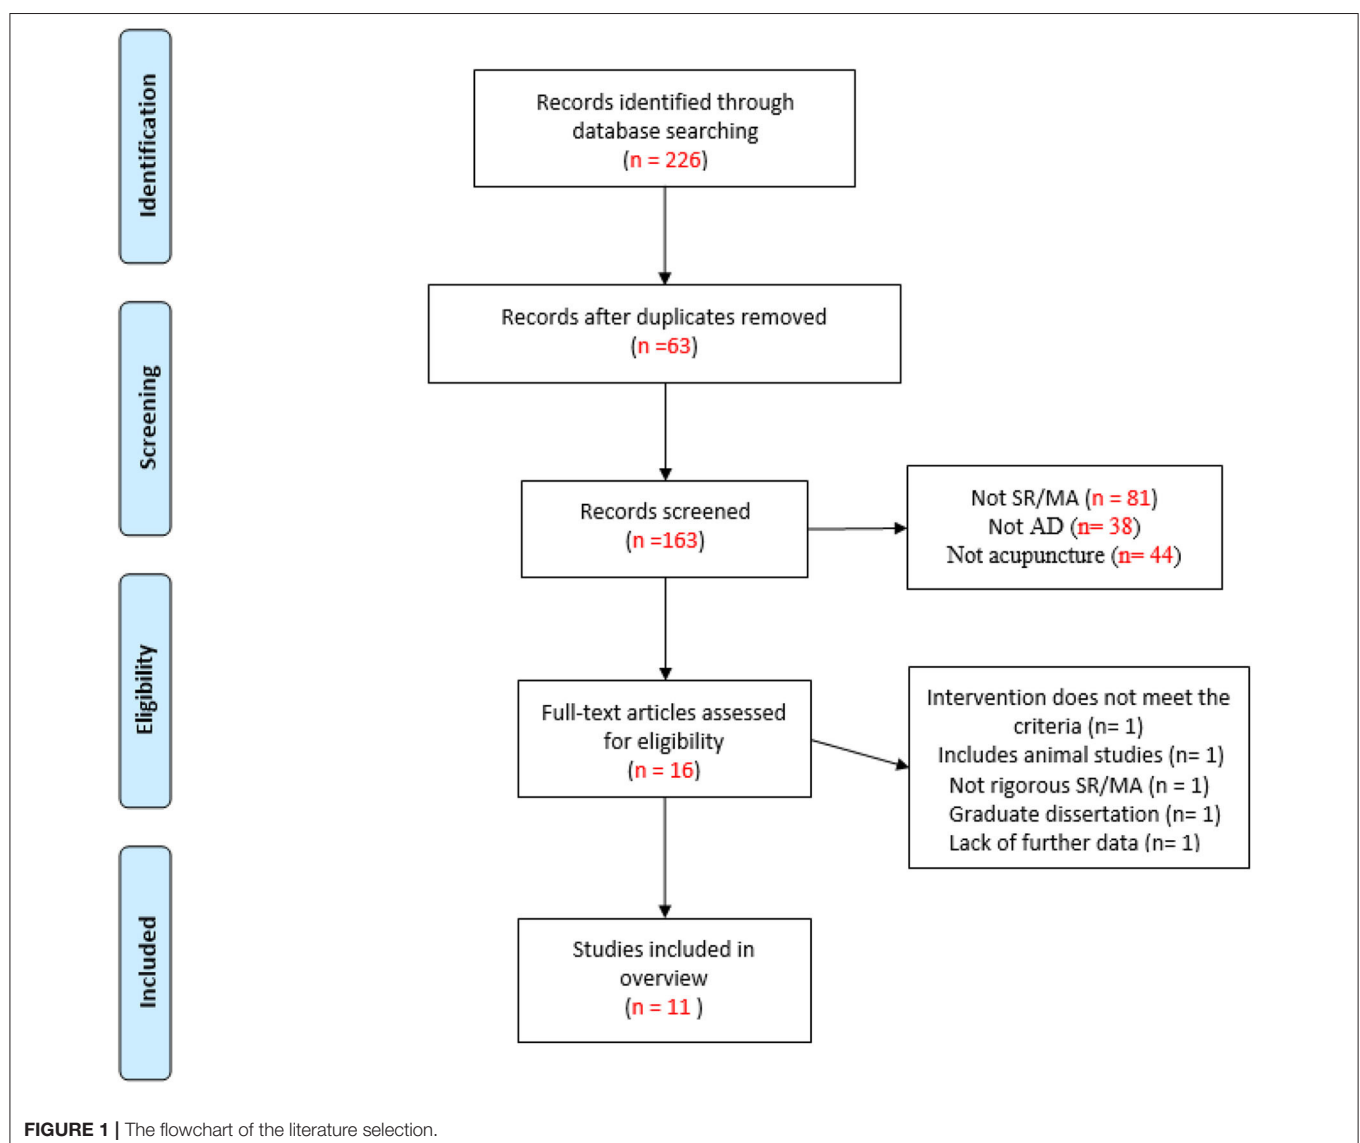 Identification
Records identified through
database searching
(n = 226)
Screening
Records after duplicates removed
(n =63)
Records screened
(n =163)
Not SR/MA (n = 81)
Not AD (n= 38)
Not acupuncture (n= 44)
Eligibility
Full-text articles assessed
for eligibility
(n = 16)
Intervention does not meet the
criteria (n= 1)
Includes animal studies (n= 1)
Not rigorous SR/MA (n = 1)
Graduate dissertation (n= 1)
Lack of further data (n= 1)
Included
Studies included in
overview
(n = 11 )
FIGURE 1 | The flowchart of the literature selection.